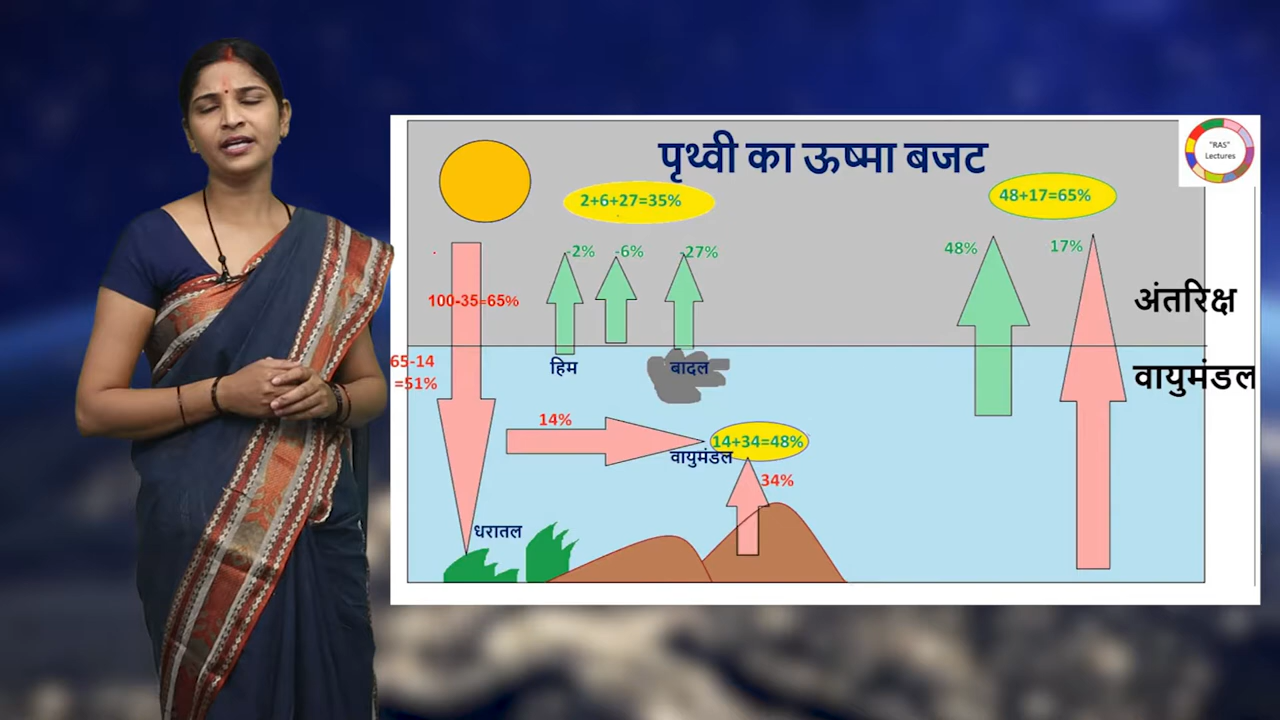 पृथ्वी का ऊष्मा बजट
"RAS"
Lectures
2+6+27=35%
48+17=65%
-2%
-6%
-27%
48%
17%
100-35=65%
अंतरिक्ष
65-14
=51%
हिम
बादल
वायुमंडल
14%
14+34=48%
वायुमंडल
34%
धरातल